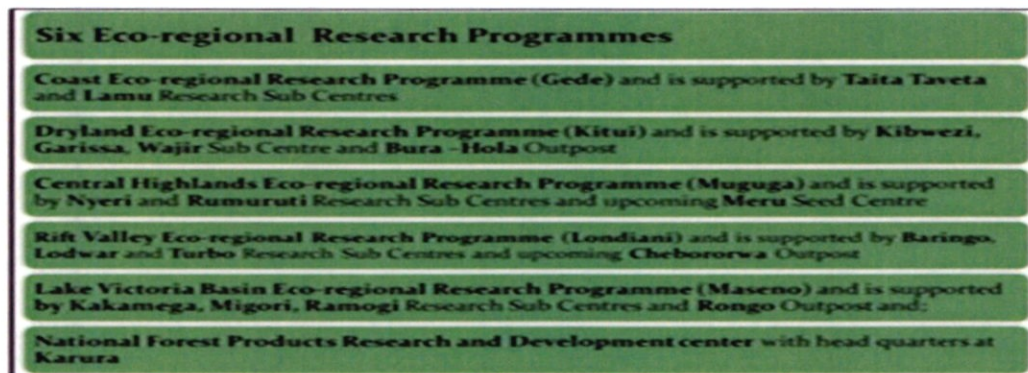 Six Eco-regional Research Programmes
Coast Eco-regional Research Programme (Gede) and is supported by Taita Taveta
and Lamu Research Sub Centres
Dryland Eco-regional Research Programme (Kitui) and is supported by Kibwezi,
Garissa, Wajir Sub Centre and Bura -Hola Outpost
Central Highlands Eco-regional Research Programme (Muguga) and is supported
by Nyeri and Rumuruti Research Sub Centres and upcoming Meru Seed Centre
Rift Valley Eco-regional Research Programme (Londiani) and is supported by Baringo,
Lodwar and Turbo Research Sub Centres and upcoming Chebororwa Outpost
Lake Victoria Basin Eco-regional Research Programme (Maseno) and is supported
by Kakamega, Migori, Ramogi Research Sub Centres and Rongo Outpost and;
National Forest Products Research and Development center with head quarters at
Karura